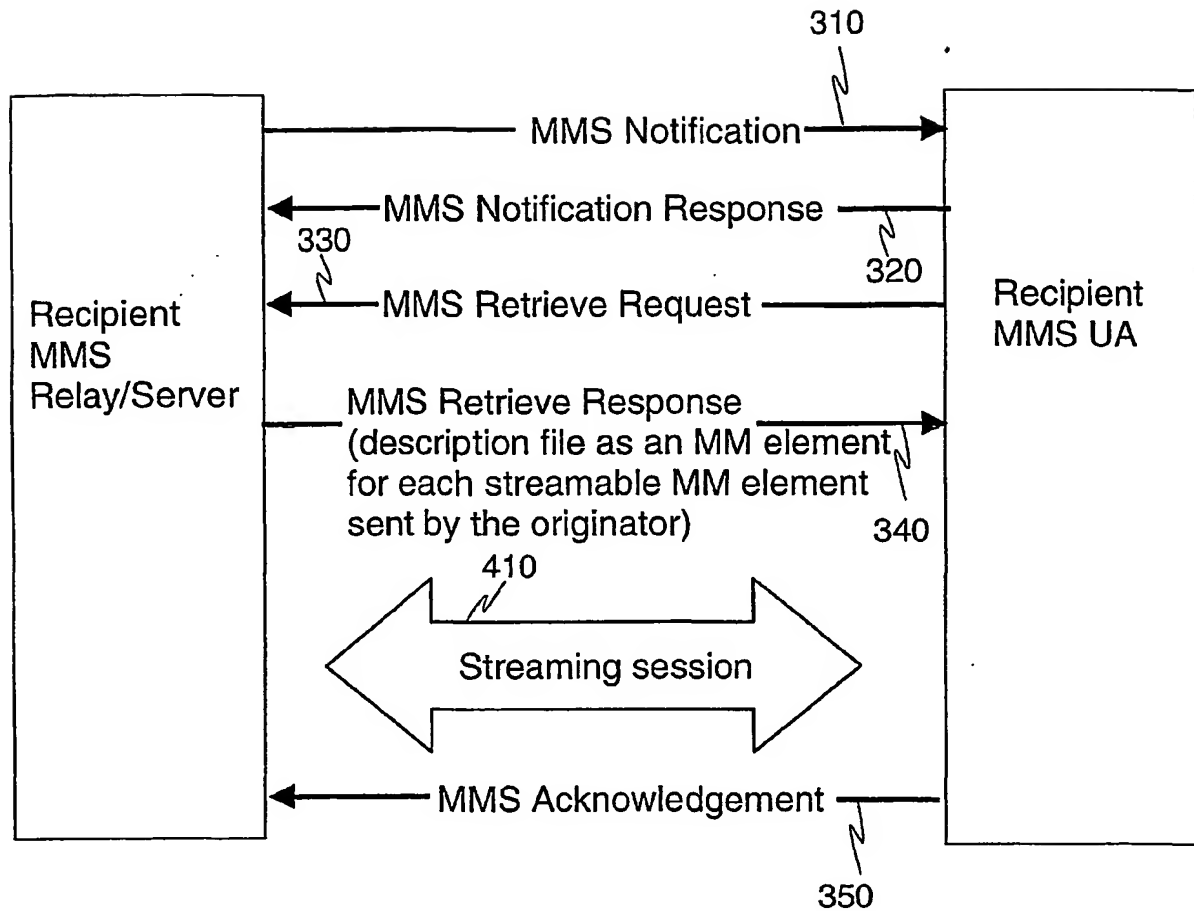 310
MMS Notification
MMS Notification Response
330
320
MMS Retrieve Request
Recipient
MMS
Relay/Server
Recipient
MMS UA
MMS Retrieve Response
(description file as an MM element
for each streamable MM element
sent by the originator)
340
410
Streaming session
MMS Acknowledgement
350